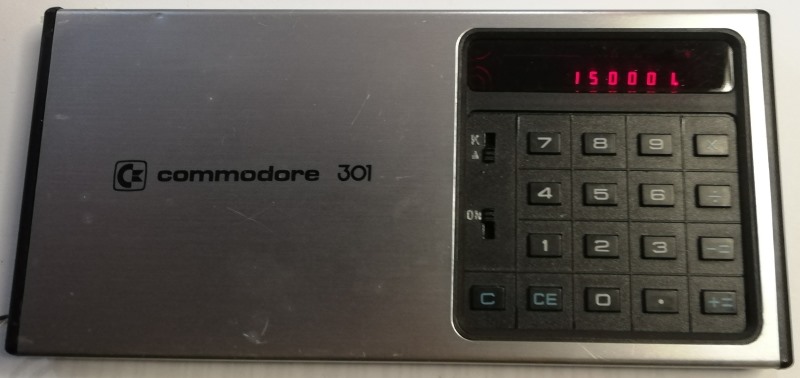 commodore 301
15000L
K
ON
7 8 9 ×
4 5 6 ÷
1 2 3 −=
C CE 0 . +=